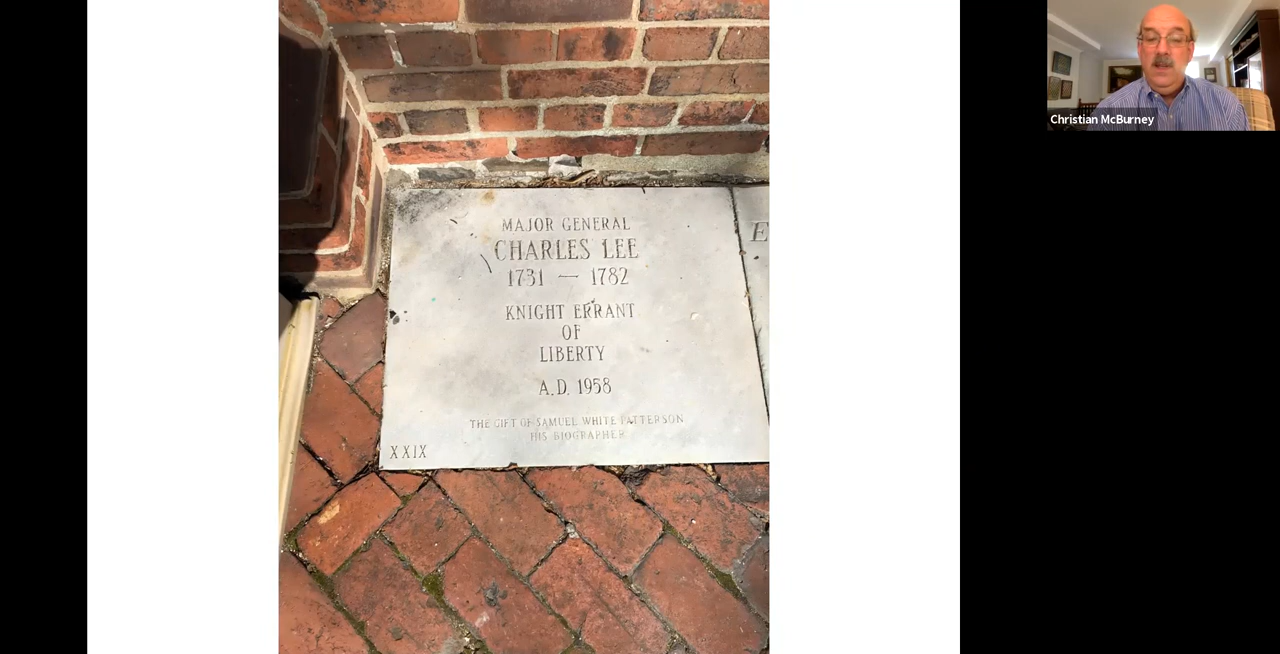 MAJOR GENERAL
CHARLES LEE
1731 — 1782
KNIGHT ERRANT
OF
LIBERTY
A.D. 1958
THE GIFT OF SAMUEL WHITE PATTERSON
HIS BIOGRAPHER
XXIX
E
Christian McBurney